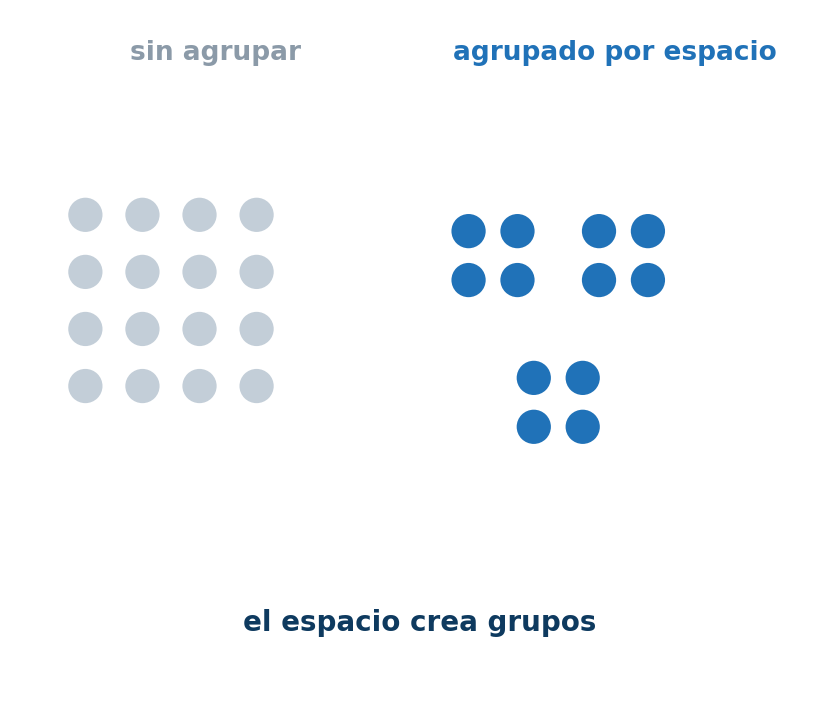 sin agrupar
agrupado por espacio
el espacio crea grupos